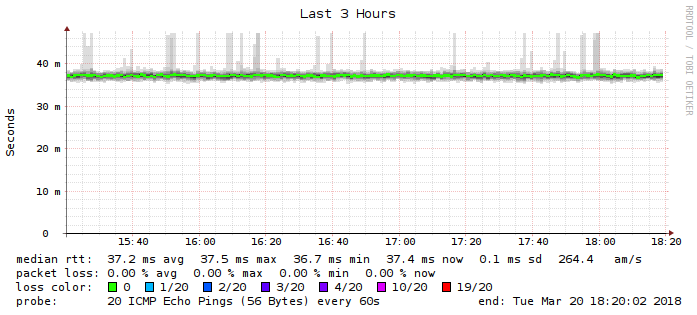 Last 3 Hours
RRDTOOL / TOBI OETIKER
Seconds
40 m
30 m
20 m
10 m
0
15:40 16:00 16:20 16:40 17:00 17:20 17:40 18:00 18:20
median rtt: 37.2 ms avg 37.5 ms max 36.7 ms min 37.4 ms now 0.1 ms sd 264.4 am/s
packet loss: 0.00 % avg 0.00 % max 0.00 % min 0.00 % now
loss color: 0 1/20 2/20 3/20 4/20 10/20 19/20
probe: 20 ICMP Echo Pings (56 Bytes) every 60s end: Tue Mar 20 18:20:02 2018